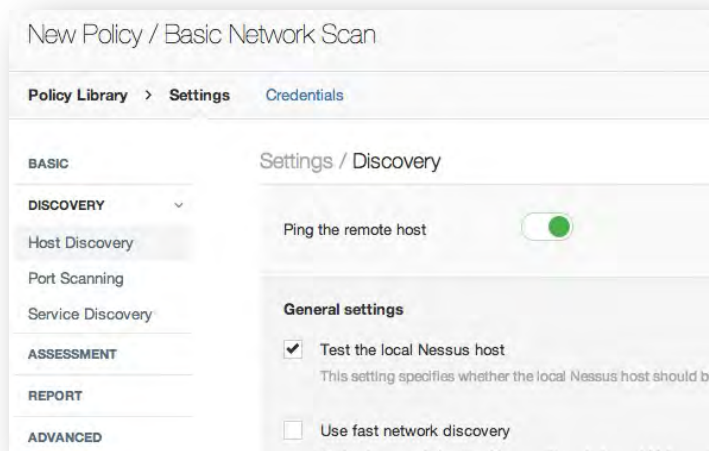 New Policy / Basic Network Scan
Policy Library > Settings Credentials
BASIC
DISCOVERY
Host Discovery
Port Scanning
Service Discovery
ASSESSMENT
REPORT
ADVANCED
Settings / Discovery
Ping the remote host
General settings
Test the local Nessus host
This setting specifies whether the local Nessus host should b
Use fast network discovery